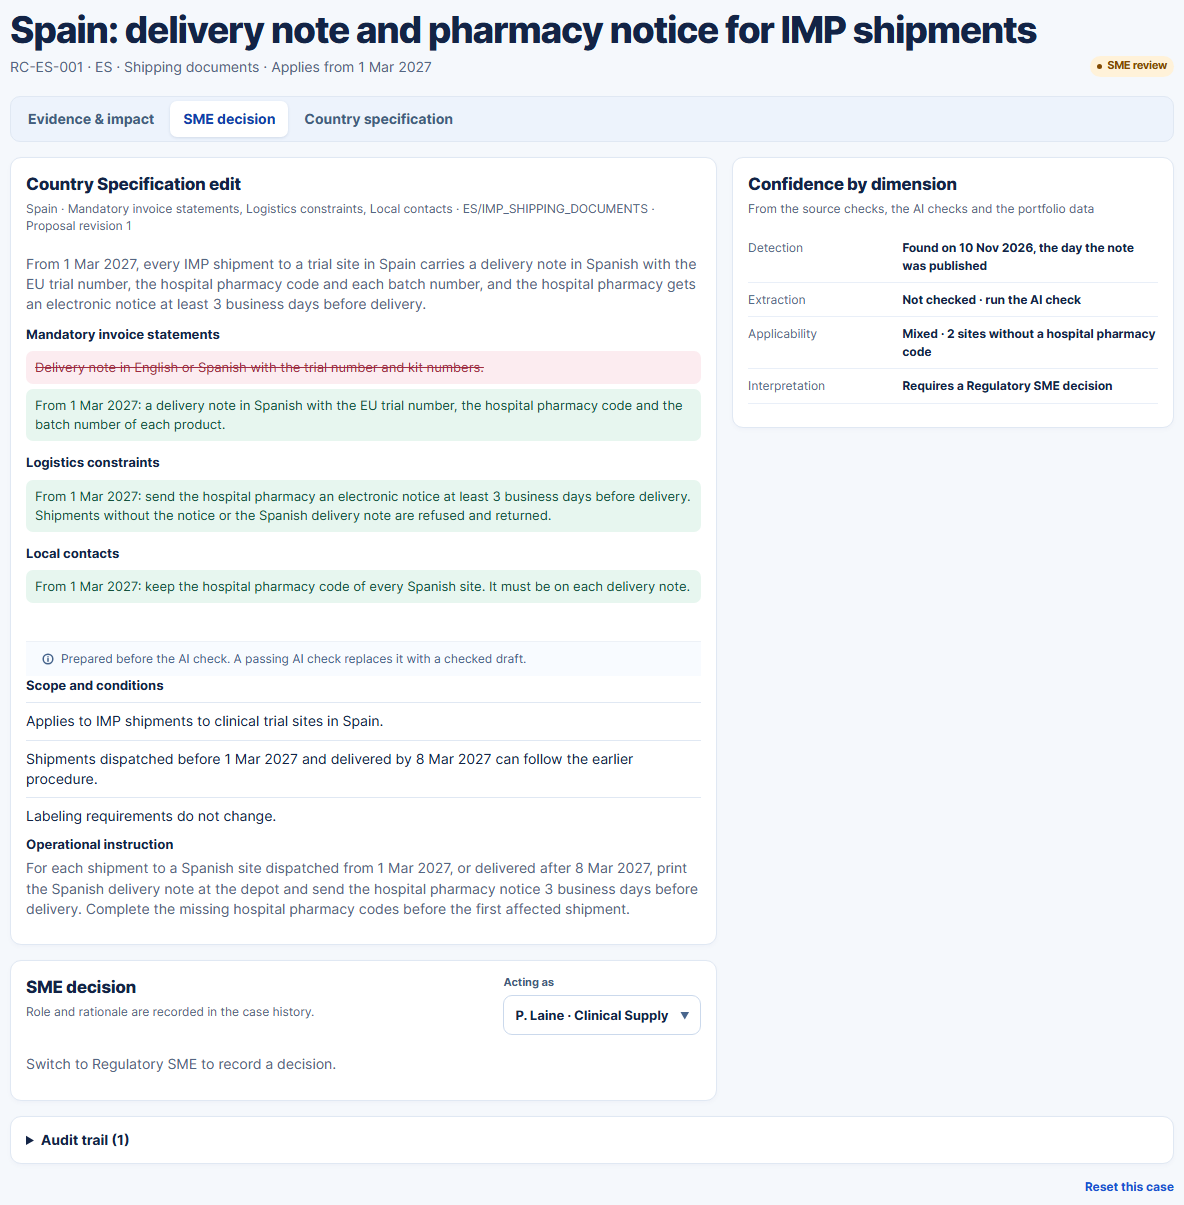 Spain: delivery note and pharmacy notice for IMP shipments
RC-ES-001 · ES · Shipping documents · Applies from 1 Mar 2027
SME review
Evidence & impact
SME decision
Country specification
Country Specification edit
Spain · Mandatory invoice statements, Logistics constraints, Local contacts · ES/IMP_SHIPPING_DOCUMENTS ·
Proposal revision 1
From 1 Mar 2027, every IMP shipment to a trial site in Spain carries a delivery note in Spanish with the
EU trial number, the hospital pharmacy code and each batch number, and the hospital pharmacy gets
an electronic notice at least 3 business days before delivery.
Mandatory invoice statements
Delivery note in English or Spanish with the trial number and kit numbers.
From 1 Mar 2027: a delivery note in Spanish with the EU trial number, the hospital pharmacy code and the
batch number of each product.
Logistics constraints
From 1 Mar 2027: send the hospital pharmacy an electronic notice at least 3 business days before delivery.
Shipments without the notice or the Spanish delivery note are refused and returned.
Local contacts
From 1 Mar 2027: keep the hospital pharmacy code of every Spanish site. It must be on each delivery note.
Prepared before the AI check. A passing AI check replaces it with a checked draft.
Scope and conditions
Applies to IMP shipments to clinical trial sites in Spain.
Shipments dispatched before 1 Mar 2027 and delivered by 8 Mar 2027 can follow the earlier
procedure.
Labeling requirements do not change.
Operational instruction
For each shipment to a Spanish site dispatched from 1 Mar 2027, or delivered after 8 Mar 2027, print
the Spanish delivery note at the depot and send the hospital pharmacy notice 3 business days before
delivery. Complete the missing hospital pharmacy codes before the first affected shipment.
Confidence by dimension
From the source checks, the AI checks and the portfolio data
Detection
Found on 10 Nov 2026, the day the note
was published
Extraction
Not checked · run the AI check
Applicability
Mixed · 2 sites without a hospital pharmacy
code
Interpretation
Requires a Regulatory SME decision
SME decision
Role and rationale are recorded in the case history.
Acting as
P. Laine · Clinical Supply
Switch to Regulatory SME to record a decision.
Audit trail (1)
Reset this case